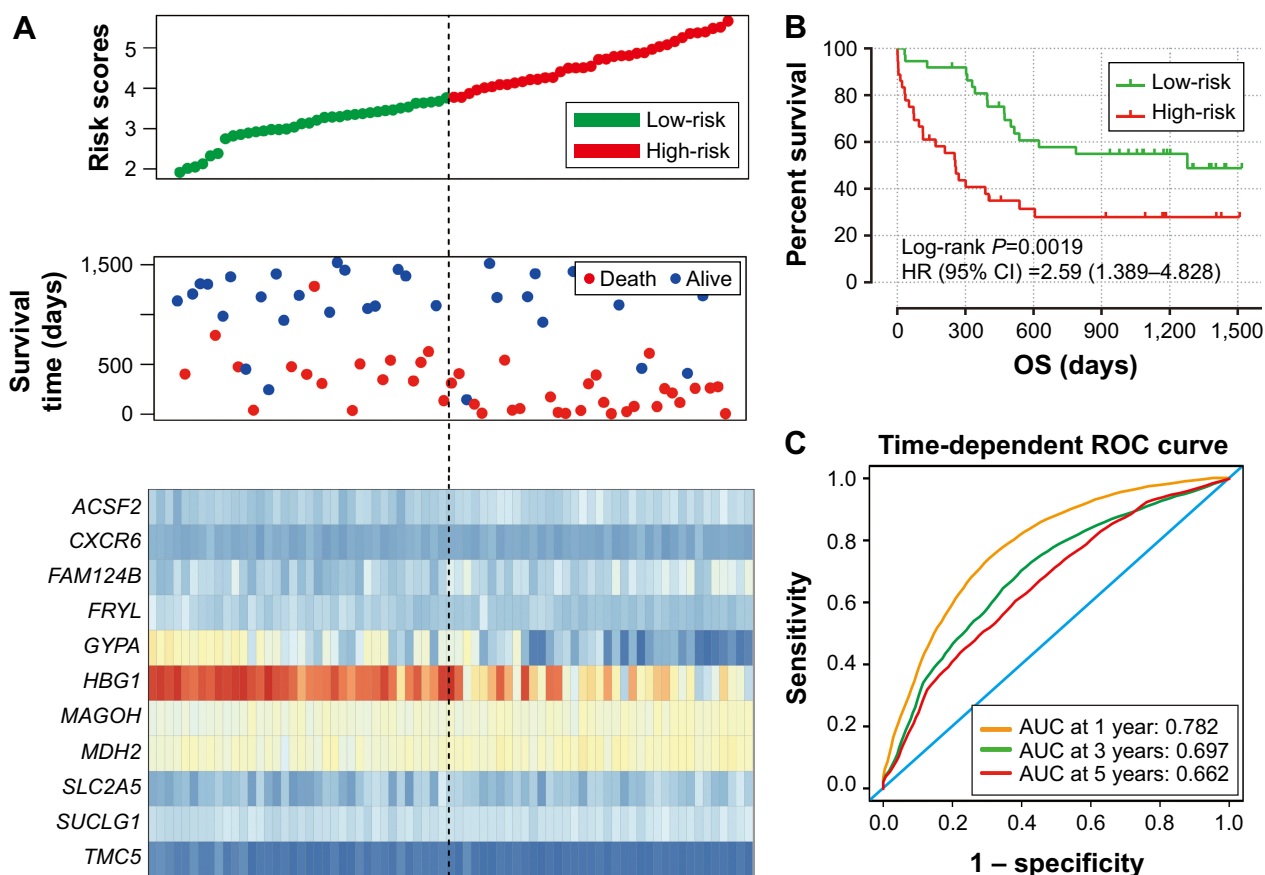 A
Risk scores
5
4
3
2
Low-risk
High-risk
Survival
time (days)
1,500
500
0
Death
Alive
ACSF2
CXCR6
FAM124B
FRYL
GYPA
HBG1
MAGOH
MDH2
SLC2A5
SUCLG1
TMC5
B
Percent survival
100
80
60
40
20
0
Low-risk
High-risk
Log-rank P=0.0019
HR (95% CI) =2.59 (1.389–4.828)
0 300 600 900 1,200 1,500
OS (days)
C
Time-dependent ROC curve
Sensitivity
1.0
0.8
0.6
0.4
0.2
0.0
AUC at 1 year: 0.782
AUC at 3 years: 0.697
AUC at 5 years: 0.662
0.0 0.2 0.4 0.6 0.8 1.0
1 – specificity